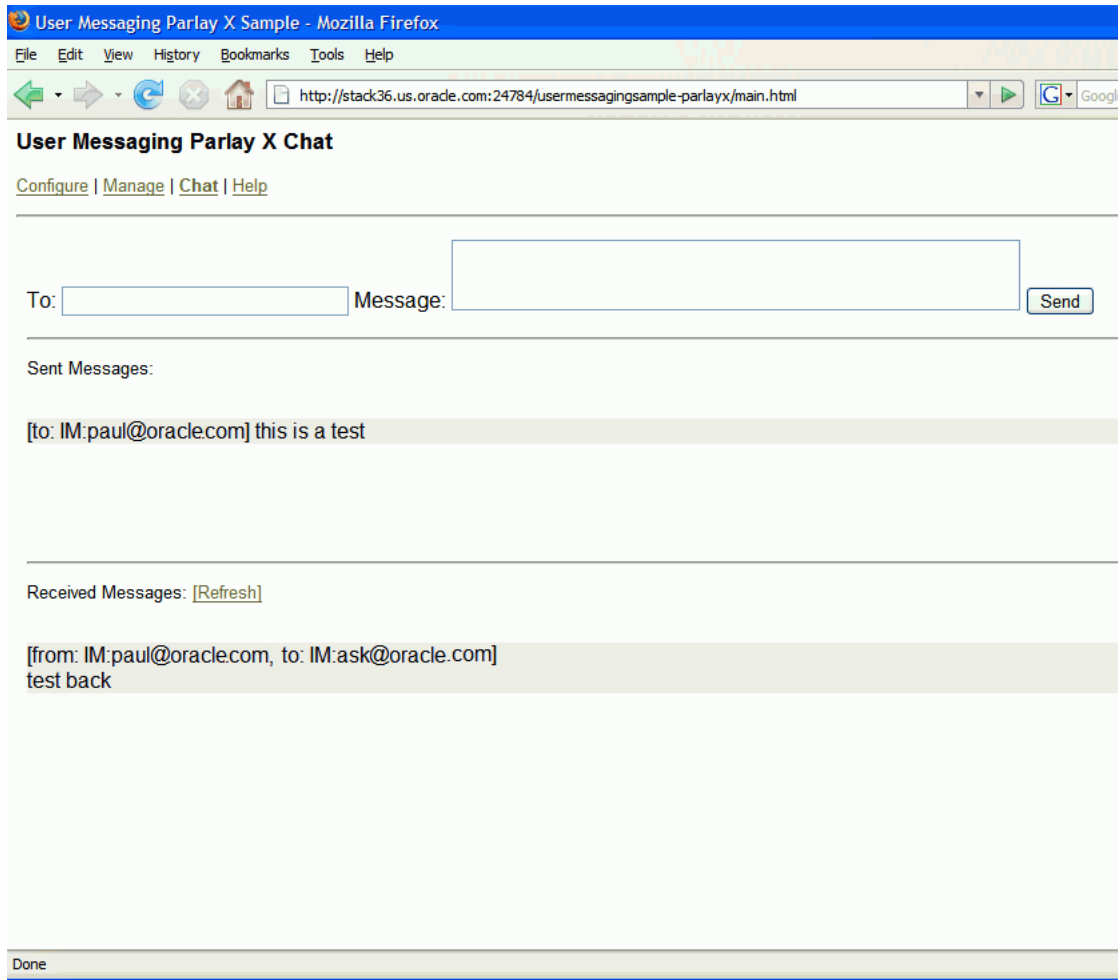 User Messaging Parlay X Sample - Mozilla Firefox
File Edit View History Bookmarks Tools Help
http://stack36.us.oracle.com:24784/usermessagingsample-parlayx/main.html G Googl
User Messaging Parlay X Chat
Configure | Manage | Chat | Help
To: Message: Send
Sent Messages:
[to: IM:paul@oracle.com] this is a test
Received Messages: [Refresh]
[from: IM:paul@oracle.com, to: IM:ask@oracle.com]
test back
Done